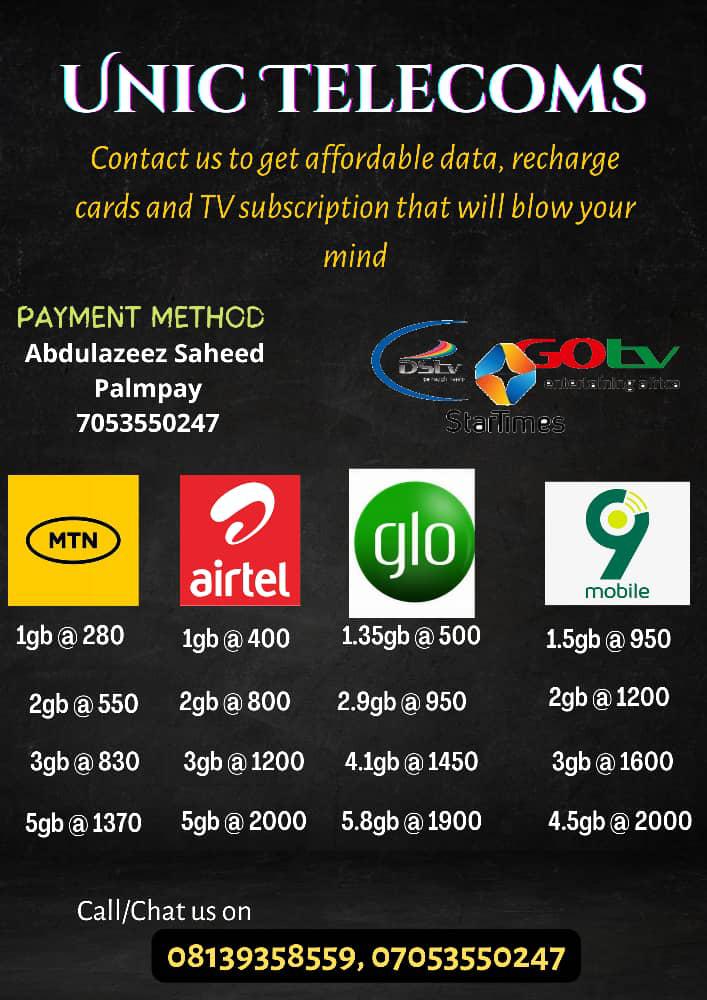 UNIC TELECOMS
Contact us to get affordable data, recharge
cards and TV subscription that will blow your
mind
PAYMENT METHOD
Abdulazeez Saheed
Palmpay
7053550247
DStv
GOtv
entertaining africa
StarTimes
MTN
airtel
glo
9
mobile
1gb @ 280
1gb @ 400
1.35gb @ 500
1.5gb @ 950
2gb @ 550
2gb @ 800
2.9gb @ 950
2gb @ 1200
3gb @ 830
3gb @ 1200
4.1gb @ 1450
3gb @ 1600
5gb @ 1370
5gb @ 2000
5.8gb @ 1900
4.5gb @ 2000
Call/Chat us on
08139358559, 07053550247